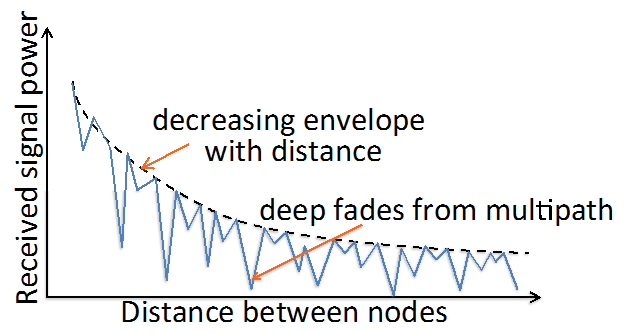 Received signal power
decreasing envelope
with distance
deep fades from multipath
Distance between nodes